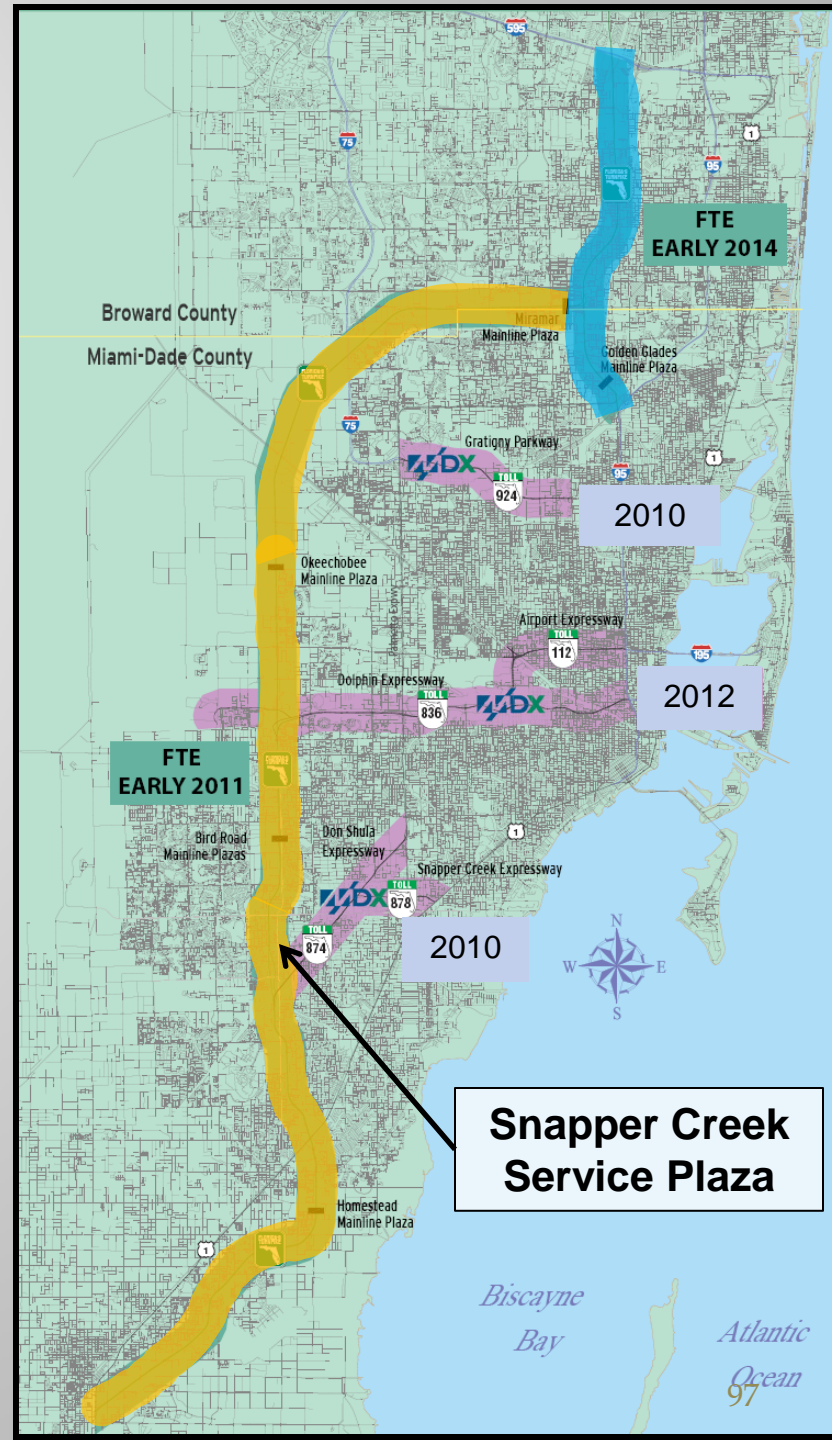 595
75
1
95
FTE
EARLY 2014
Broward County
Miramar
Mainline Plaza
Miami-Dade County
Golden Glades
Mainline Plaza
75
Gratigny Parkway
1
MDX
TOLL
924
95
2010
Okeechobee
Mainline Plaza
Palmetto Expwy
Airport Expressway
TOLL
112
195
Dolphin Expressway
TOLL
836
MDX
2012
FTE
EARLY 2011
Bird Road
Mainline Plazas
Don Shula
Expressway
1
Snapper Creek Expressway
MDX
TOLL
878
TOLL
874
2010
N
W E
S
Snapper Creek
Service Plaza
Homestead
Mainline Plaza
1
Biscayne
Bay
Atlantic
Ocean
97